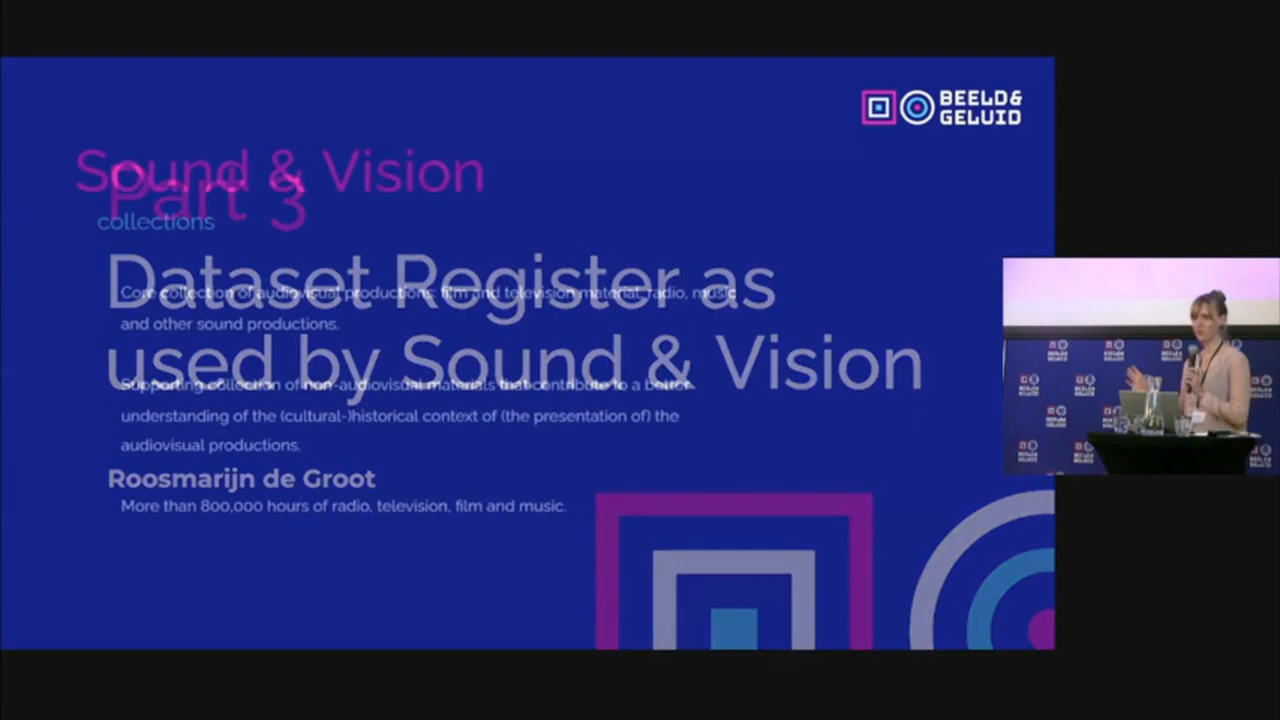 BEELD&
GELUID
Sound & Vision
Part 3
collections
Dataset Register as
Core collection of audiovisual productions: film and television material, radio, music
and other sound productions.
used by Sound & Vision
Supporting collection of non-audiovisual materials that contribute to a better
understanding of the (cultural-)historical context of (the presentation of) the
audiovisual productions.
Roosmarijn de Groot
More than 800,000 hours of radio, television, film and music.